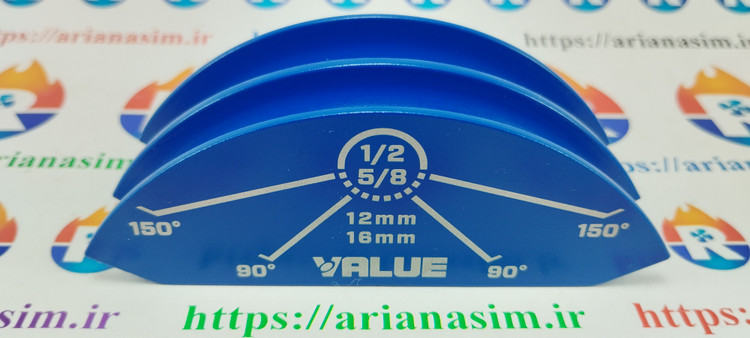 https://arianasim.ir
https://arianasim.ir
1/2
5/8
12mm
16mm
150°
150°
90°
90°
VALUE
https://arianasim.ir